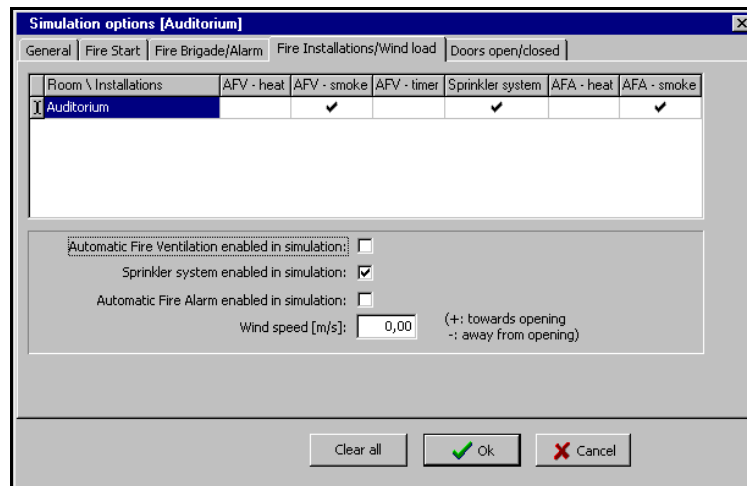 Simulation options [Auditorium]
General Fire Start Fire Brigade/Alarm Fire Installations/Wind load Doors open/closed
Room \ Installations AFV - heat AFV - smoke AFV - timer Sprinkler system AFA - heat AFA - smoke
Auditorium
Automatic Fire Ventilation enabled in simulation:
Sprinkler system enabled in simulation:
Automatic Fire Alarm enabled in simulation:
Wind speed [m/s]: 0,00 (+: towards opening
-: away from opening)
Clear all Ok Cancel